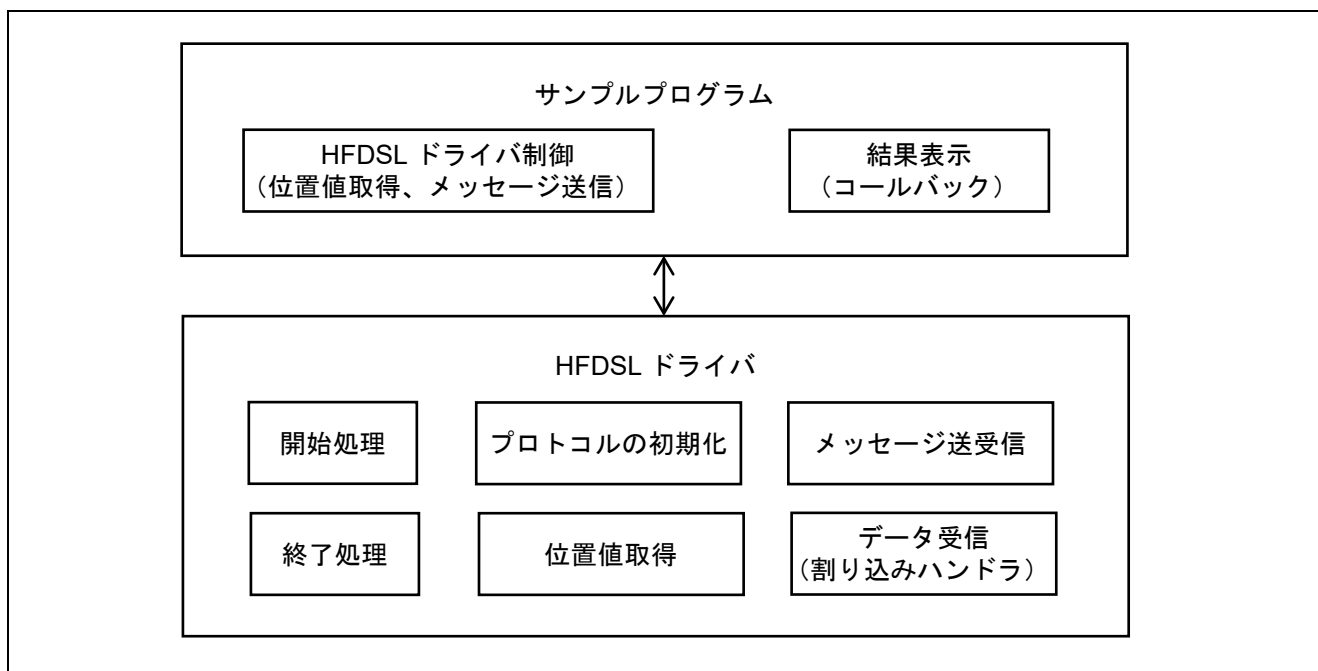 サンプルプログラム
HFDSL ドライバ制御
（位置値取得、メッセージ送信）
結果表示
（コールバック）
HFDSL ドライバ
開始処理
プロトコルの初期化
メッセージ送受信
終了処理
位置値取得
データ受信
（割り込みハンドラ）